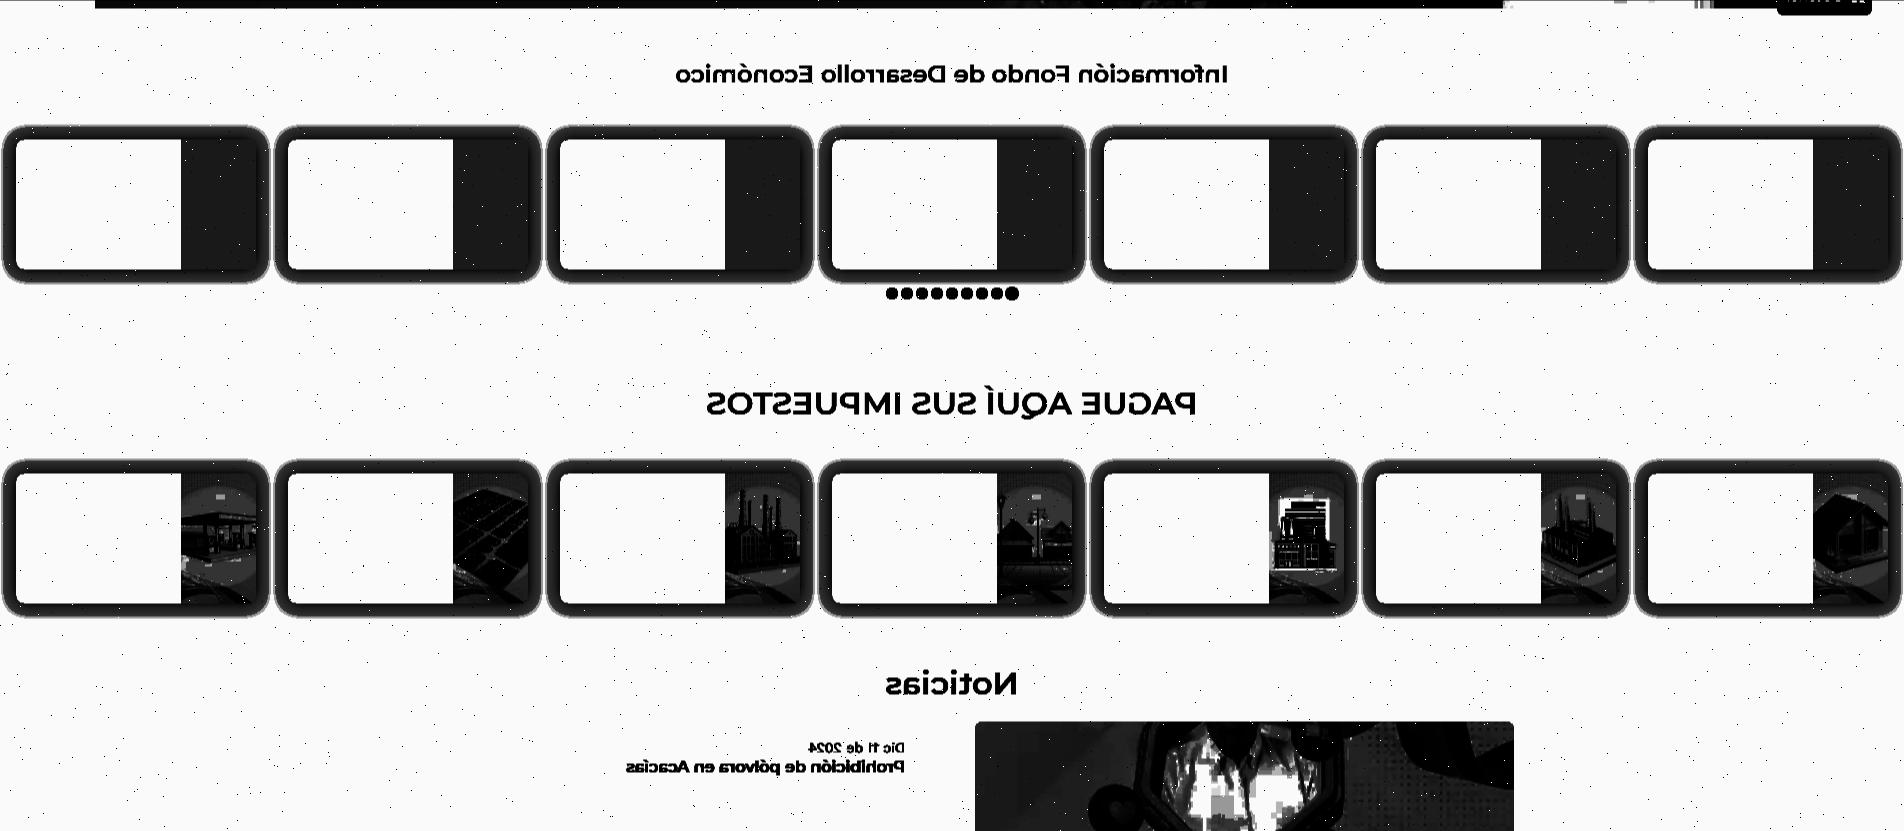 Información Fondo de Desarrollo Económico
PAGUE AQUÍ SUS IMPUESTOS
Noticias
Dic 11 de 2024
Prohibición de pólvora en Acacías